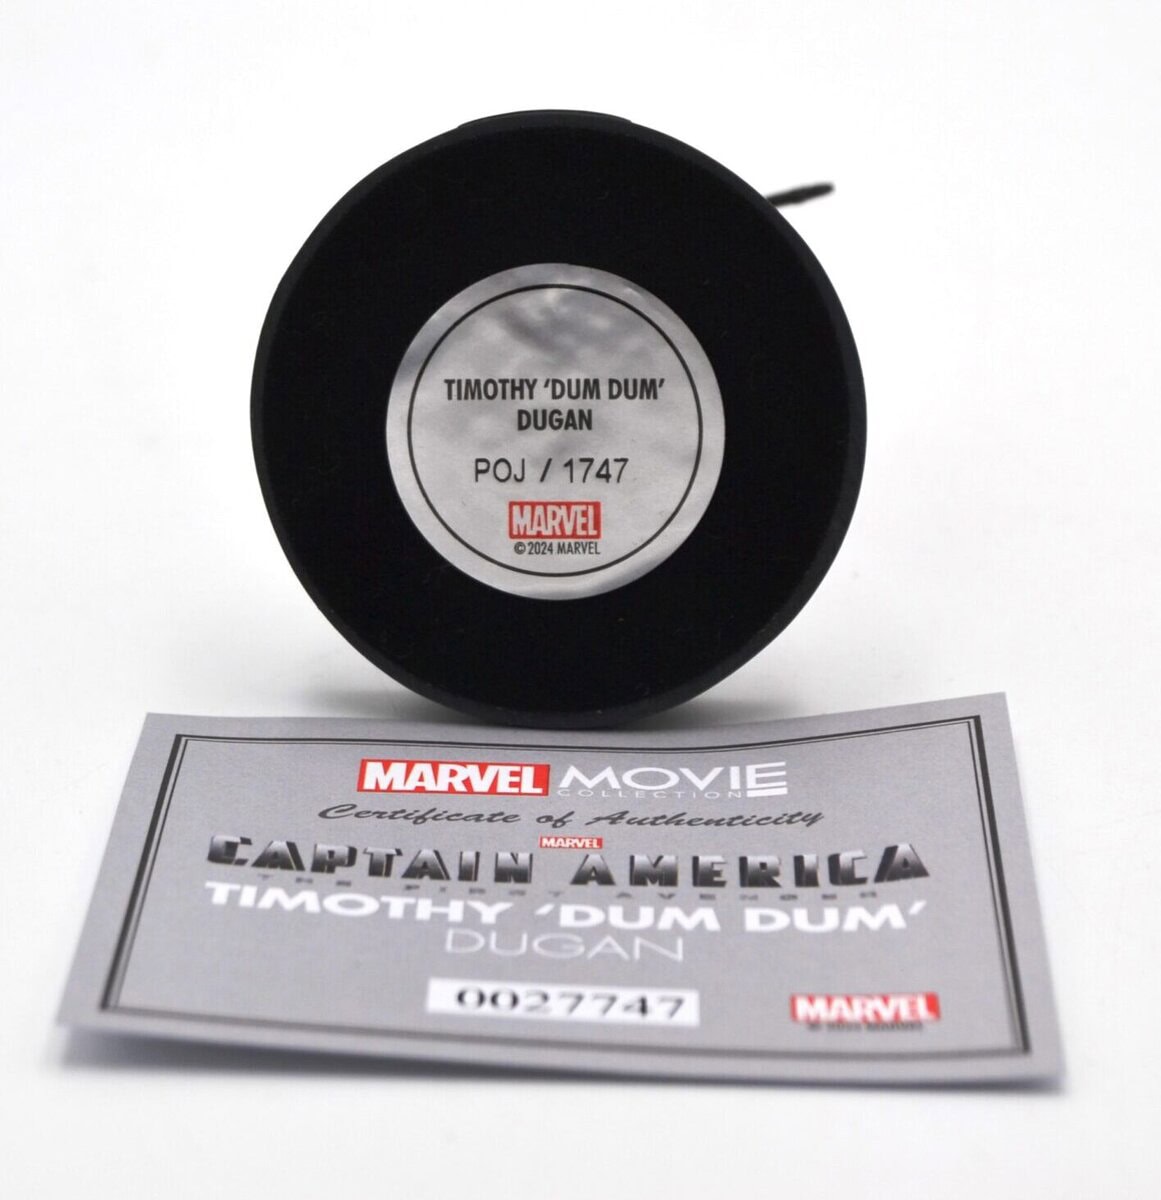 TIMOTHY ‘DUM DUM’
DUGAN
POJ / 1747
MARVEL
© 2024 MARVEL
MARVEL MOVIE
COLLECTION
Certificate of Authenticity
MARVEL
CAPTAIN AMERICA
THE FIRST AVENGER
TIMOTHY ‘DUM DUM’
DUGAN
0027747
MARVEL